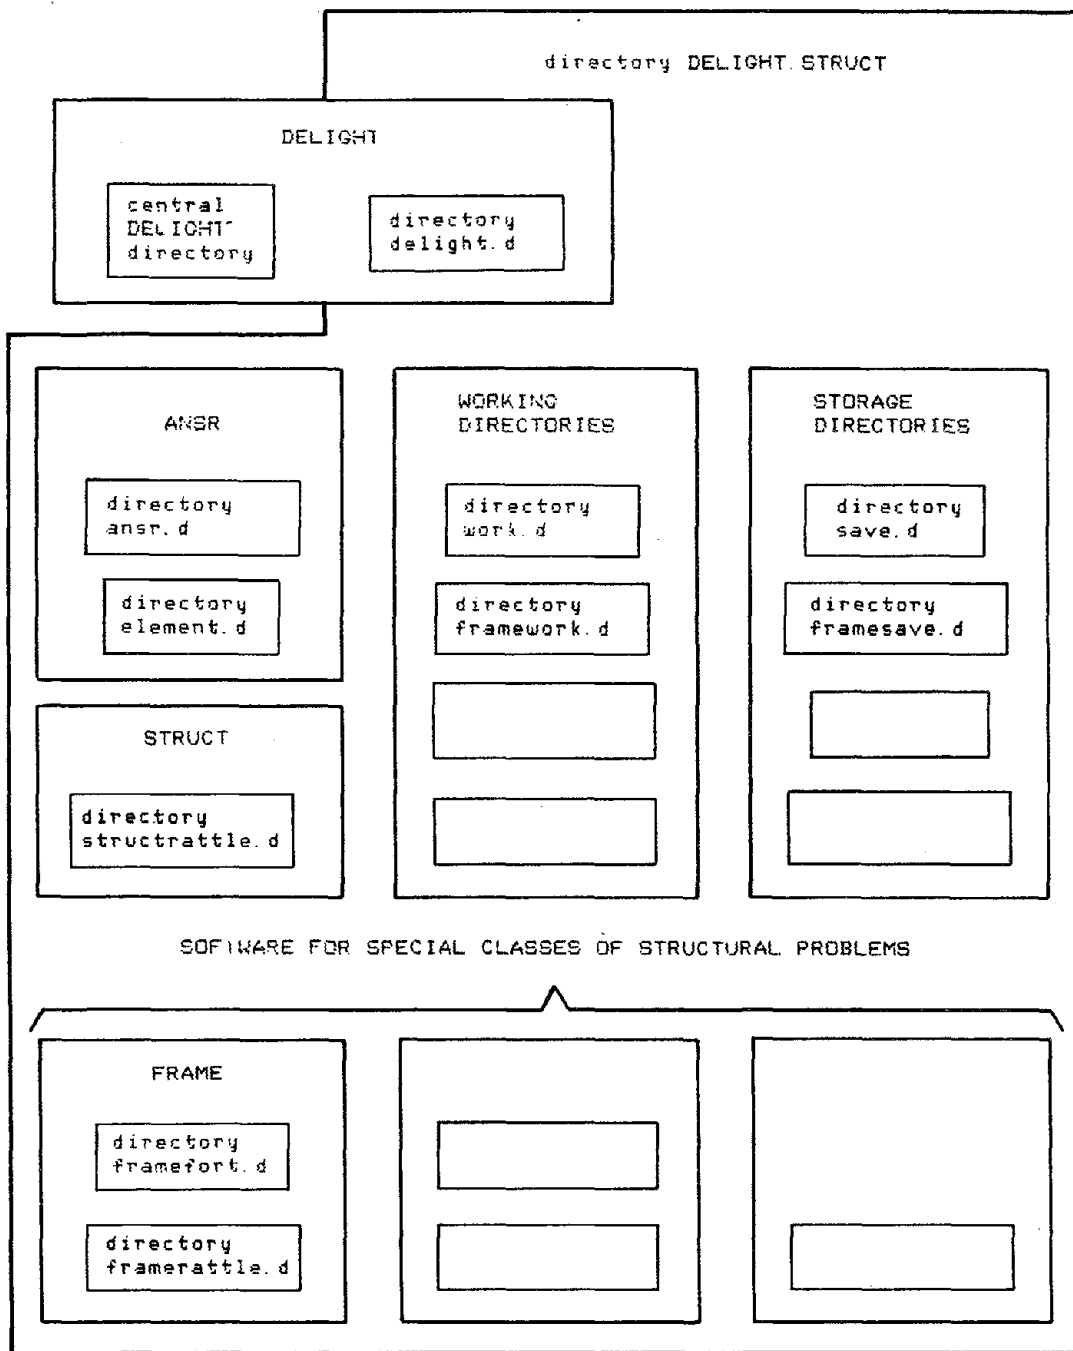 directory DELIGHT.STRUCT
DELIGHT
central
DELIGHT
directory
directory
delight.d
ANSR
directory
ansr.d
directory
element.d
WORKING
DIRECTORIES
directory
work.d
directory
framework.d
STORAGE
DIRECTORIES
directory
save.d
directory
framesave.d
STRUCT
directory
structrattle.d
SOFTWARE FOR SPECIAL CLASSES OF STRUCTURAL PROBLEMS
FRAME
directory
framefort.d
directory
framerattle.d